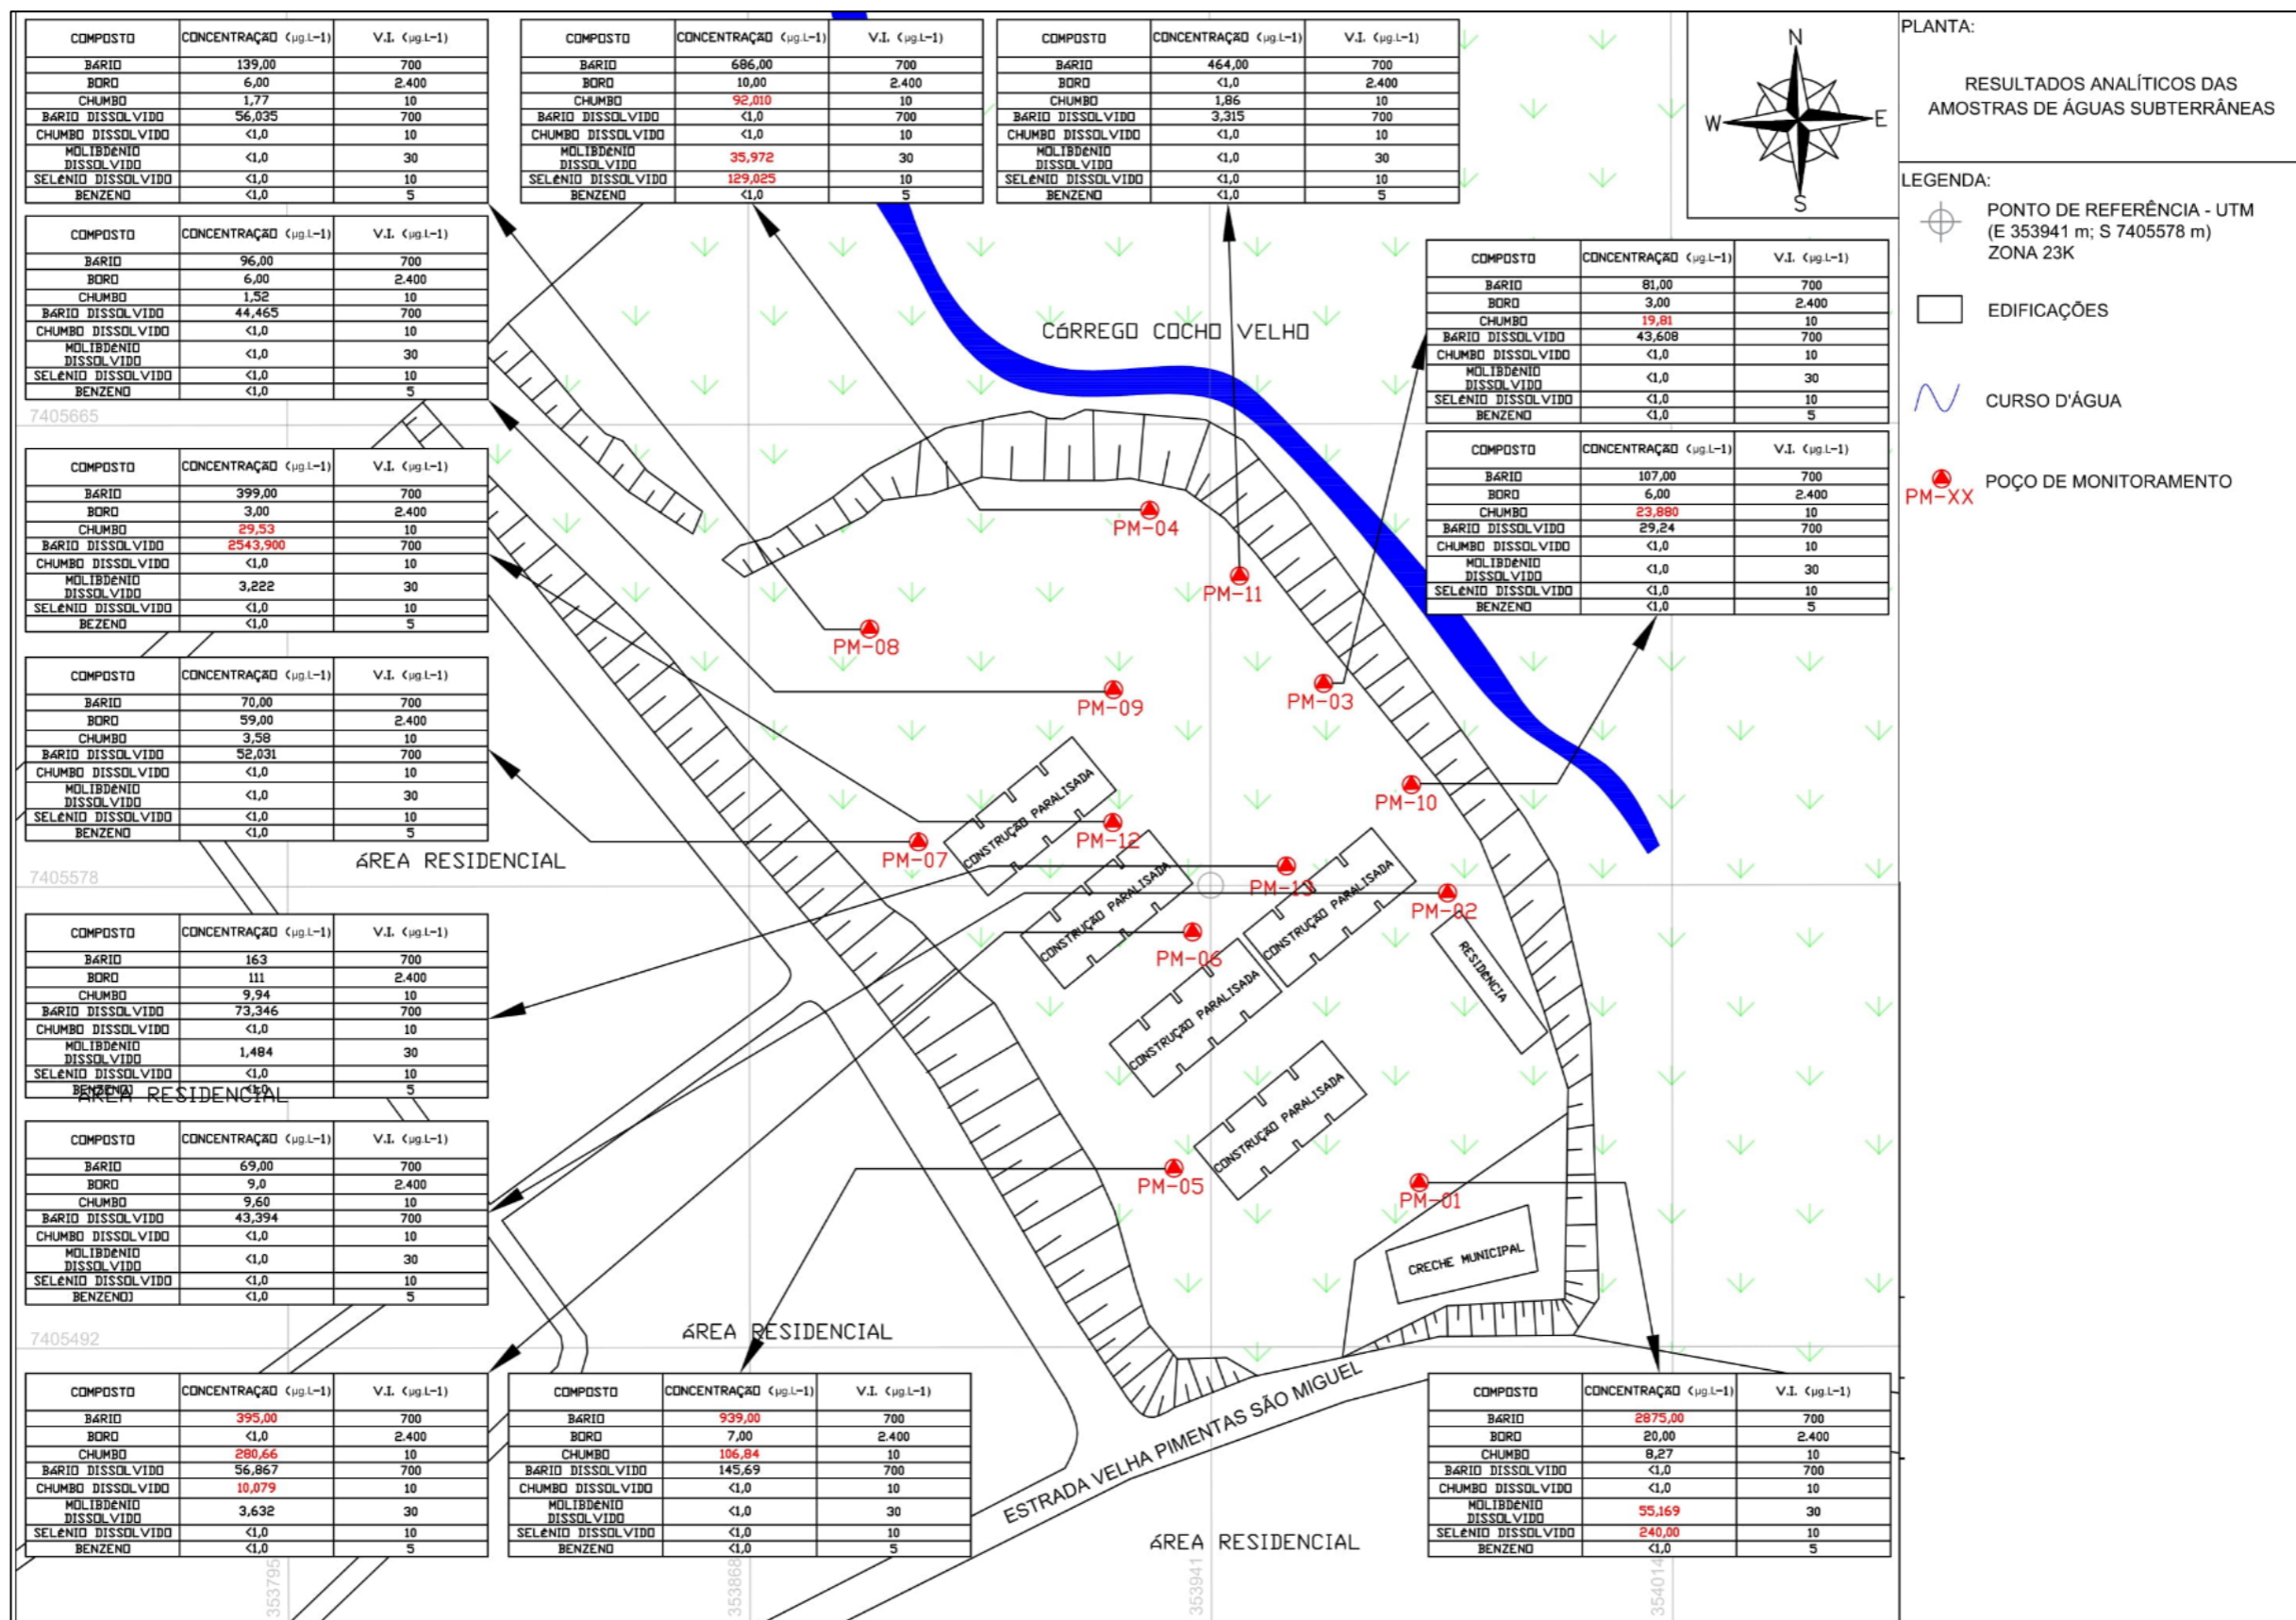 PLANTA:
RESULTADOS ANALÍTICOS DAS
AMOSTRAS DE ÁGUAS SUBTERRÂNEAS
LEGENDA:
PONTO DE REFERÊNCIA - UTM
(E 353941 m; S 7405578 m)
ZONA 23K
EDIFICAÇÕES
CURSO D'ÁGUA
PM-XX POÇO DE MONITORAMENTO
N
W E
S
COMPOSTO CONCENTRAÇÃO (µg.L-1) V.I. (µg.L-1)
BáRIO 139,00 700
BORO 6,00 2.400
CHUMBO 1,77 10
BáRIO DISSOLVIDO 56,035 700
CHUMBO DISSOLVIDO <1,0 10
MOLIBDêNIO DISSOLVIDO <1,0 30
SELêNIO DISSOLVIDO <1,0 10
BENZENO <1,0 5
COMPOSTO CONCENTRAÇÃO (µg.L-1) V.I. (µg.L-1)
BáRIO 686,00 700
BORO 10,00 2.400
CHUMBO 92,010 10
BáRIO DISSOLVIDO <1,0 700
CHUMBO DISSOLVIDO <1,0 10
MOLIBDêNIO DISSOLVIDO 35,972 30
SELêNIO DISSOLVIDO 129,025 10
BENZENO <1,0 5
COMPOSTO CONCENTRAÇÃO (µg.L-1) V.I. (µg.L-1)
BáRIO 464,00 700
BORO <1,0 2.400
CHUMBO 1,86 10
BáRIO DISSOLVIDO 3,315 700
CHUMBO DISSOLVIDO <1,0 10
MOLIBDêNIO DISSOLVIDO <1,0 30
SELêNIO DISSOLVIDO <1,0 10
BENZENO <1,0 5
COMPOSTO CONCENTRAÇÃO (µg.L-1) V.I. (µg.L-1)
BáRIO 96,00 700
BORO 6,00 2.400
CHUMBO 1,52 10
BáRIO DISSOLVIDO 44,465 700
CHUMBO DISSOLVIDO <1,0 10
MOLIBDêNIO DISSOLVIDO <1,0 30
SELêNIO DISSOLVIDO <1,0 10
BENZENO <1,0 5
COMPOSTO CONCENTRAÇÃO (µg.L-1) V.I. (µg.L-1)
BáRIO 81,00 700
BORO 3,00 2.400
CHUMBO 19,81 10
BáRIO DISSOLVIDO 43,608 700
CHUMBO DISSOLVIDO <1,0 10
MOLIBDêNIO DISSOLVIDO <1,0 30
SELêNIO DISSOLVIDO <1,0 10
BENZENO <1,0 5
COMPOSTO CONCENTRAÇÃO (µg.L-1) V.I. (µg.L-1)
BáRIO 107,00 700
BORO 6,00 2.400
CHUMBO 23,880 10
BáRIO DISSOLVIDO 29,24 700
CHUMBO DISSOLVIDO <1,0 10
MOLIBDêNIO DISSOLVIDO <1,0 30
SELêNIO DISSOLVIDO <1,0 10
BENZENO <1,0 5
COMPOSTO CONCENTRAÇÃO (µg.L-1) V.I. (µg.L-1)
BáRIO 399,00 700
BORO 3,00 2.400
CHUMBO 29,53 10
BáRIO DISSOLVIDO 2543,900 700
CHUMBO DISSOLVIDO <1,0 10
MOLIBDêNIO DISSOLVIDO 3,222 30
SELêNIO DISSOLVIDO <1,0 10
BEZENO <1,0 5
COMPOSTO CONCENTRAÇÃO (µg.L-1) V.I. (µg.L-1)
BáRIO 70,00 700
BORO 59,00 2.400
CHUMBO 3,58 10
BáRIO DISSOLVIDO 52,031 700
CHUMBO DISSOLVIDO <1,0 10
MOLIBDêNIO DISSOLVIDO <1,0 30
SELêNIO DISSOLVIDO <1,0 10
BENZENO <1,0 5
COMPOSTO CONCENTRAÇÃO (µg.L-1) V.I. (µg.L-1)
BáRIO 163 700
BORO 111 2.400
CHUMBO 9,94 10
BáRIO DISSOLVIDO 73,346 700
CHUMBO DISSOLVIDO <1,0 10
MOLIBDêNIO DISSOLVIDO 1,484 30
SELêNIO DISSOLVIDO <1,0 10
BENZENO] <1,0 5
áREA RESIDENCIAL
COMPOSTO CONCENTRAÇÃO (µg.L-1) V.I. (µg.L-1)
BáRIO 69,00 700
BORO 9,0 2.400
CHUMBO 9,60 10
BáRIO DISSOLVIDO 43,394 700
CHUMBO DISSOLVIDO <1,0 10
MOLIBDêNIO DISSOLVIDO <1,0 30
SELêNIO DISSOLVIDO <1,0 10
BENZENO] <1,0 5
COMPOSTO CONCENTRAÇÃO (µg.L-1) V.I. (µg.L-1)
BáRIO 395,00 700
BORO <1,0 2.400
CHUMBO 280,66 10
BáRIO DISSOLVIDO 56,867 700
CHUMBO DISSOLVIDO 10,079 10
MOLIBDêNIO DISSOLVIDO 3,632 30
SELêNIO DISSOLVIDO <1,0 10
BENZENO <1,0 5
COMPOSTO CONCENTRAÇÃO (µg.L-1) V.I. (µg.L-1)
BáRIO 939,00 700
BORO 7,00 2.400
CHUMBO 106,84 10
BáRIO DISSOLVIDO 145,69 700
CHUMBO DISSOLVIDO <1,0 10
MOLIBDêNIO DISSOLVIDO <1,0 30
SELêNIO DISSOLVIDO <1,0 10
BENZENO <1,0 5
COMPOSTO CONCENTRAÇÃO (µg.L-1) V.I. (µg.L-1)
BáRIO 2875,00 700
BORO 20,00 2.400
CHUMBO 8,27 10
BáRIO DISSOLVIDO <1,0 700
CHUMBO DISSOLVIDO <1,0 10
MOLIBDêNIO DISSOLVIDO 55,169 30
SELêNIO DISSOLVIDO 240,00 10
BENZENO <1,0 5
CóRREGO COCHO VELHO
7405665
PM-04
PM-11
PM-08
PM-03
PM-09
PM-10
PM-12
PM-07
CONSTRUÇÃO PARALISADA
áREA RESIDENCIAL
7405578
PM-13
PM-02
CONSTRUÇÃO PARALISADA
CONSTRUÇÃO PARALISADA
PM-06
RESIDêNCIA
CONSTRUÇÃO PARALISADA
CONSTRUÇÃO PARALISADA
PM-05
PM-01
CRECHE MUNICIPAL
áREA RESIDENCIAL
7405492
ESTRADA VELHA PIMENTAS SÃO MIGUEL
áREA RESIDENCIAL
353795
353868
353941
354014